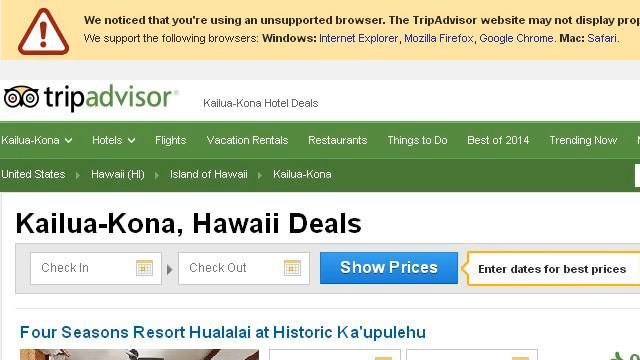 We noticed that you're using an unsupported browser. The TripAdvisor website may not display
We support the following browsers: Windows: Internet Explorer, Mozilla Firefox, Google Chrome. Mac: Safari.
tripadvisor
Kailua-Kona Hotel Deals
Kailua-Kona Hotels Flights Vacation Rentals Restaurants Things to Do Best of 2014 Trending Now
United States Hawaii (HI) Island of Hawaii Kailua-Kona
Kailua-Kona, Hawaii Deals
Check In Check Out Show Prices Enter dates for best prices
Four Seasons Resort Hualalai at Historic Ka'upulehu